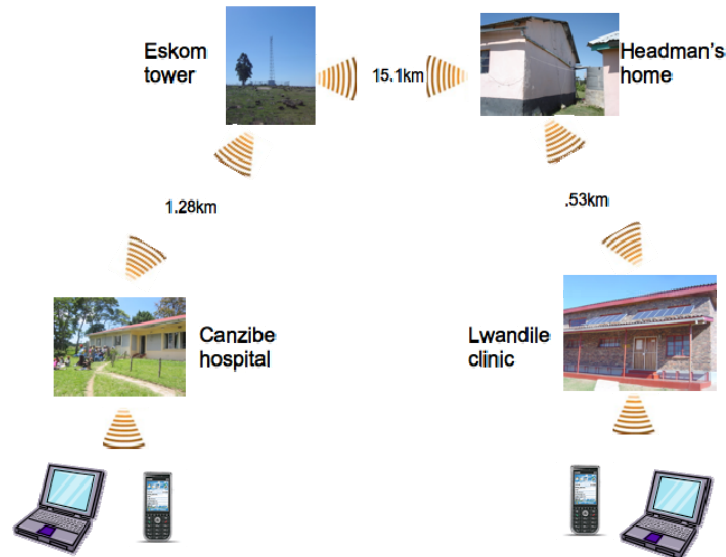 Eskom
tower
15.1km
Headman's
home
1.28km
.53km
Canzibe
hospital
Lwandile
clinic